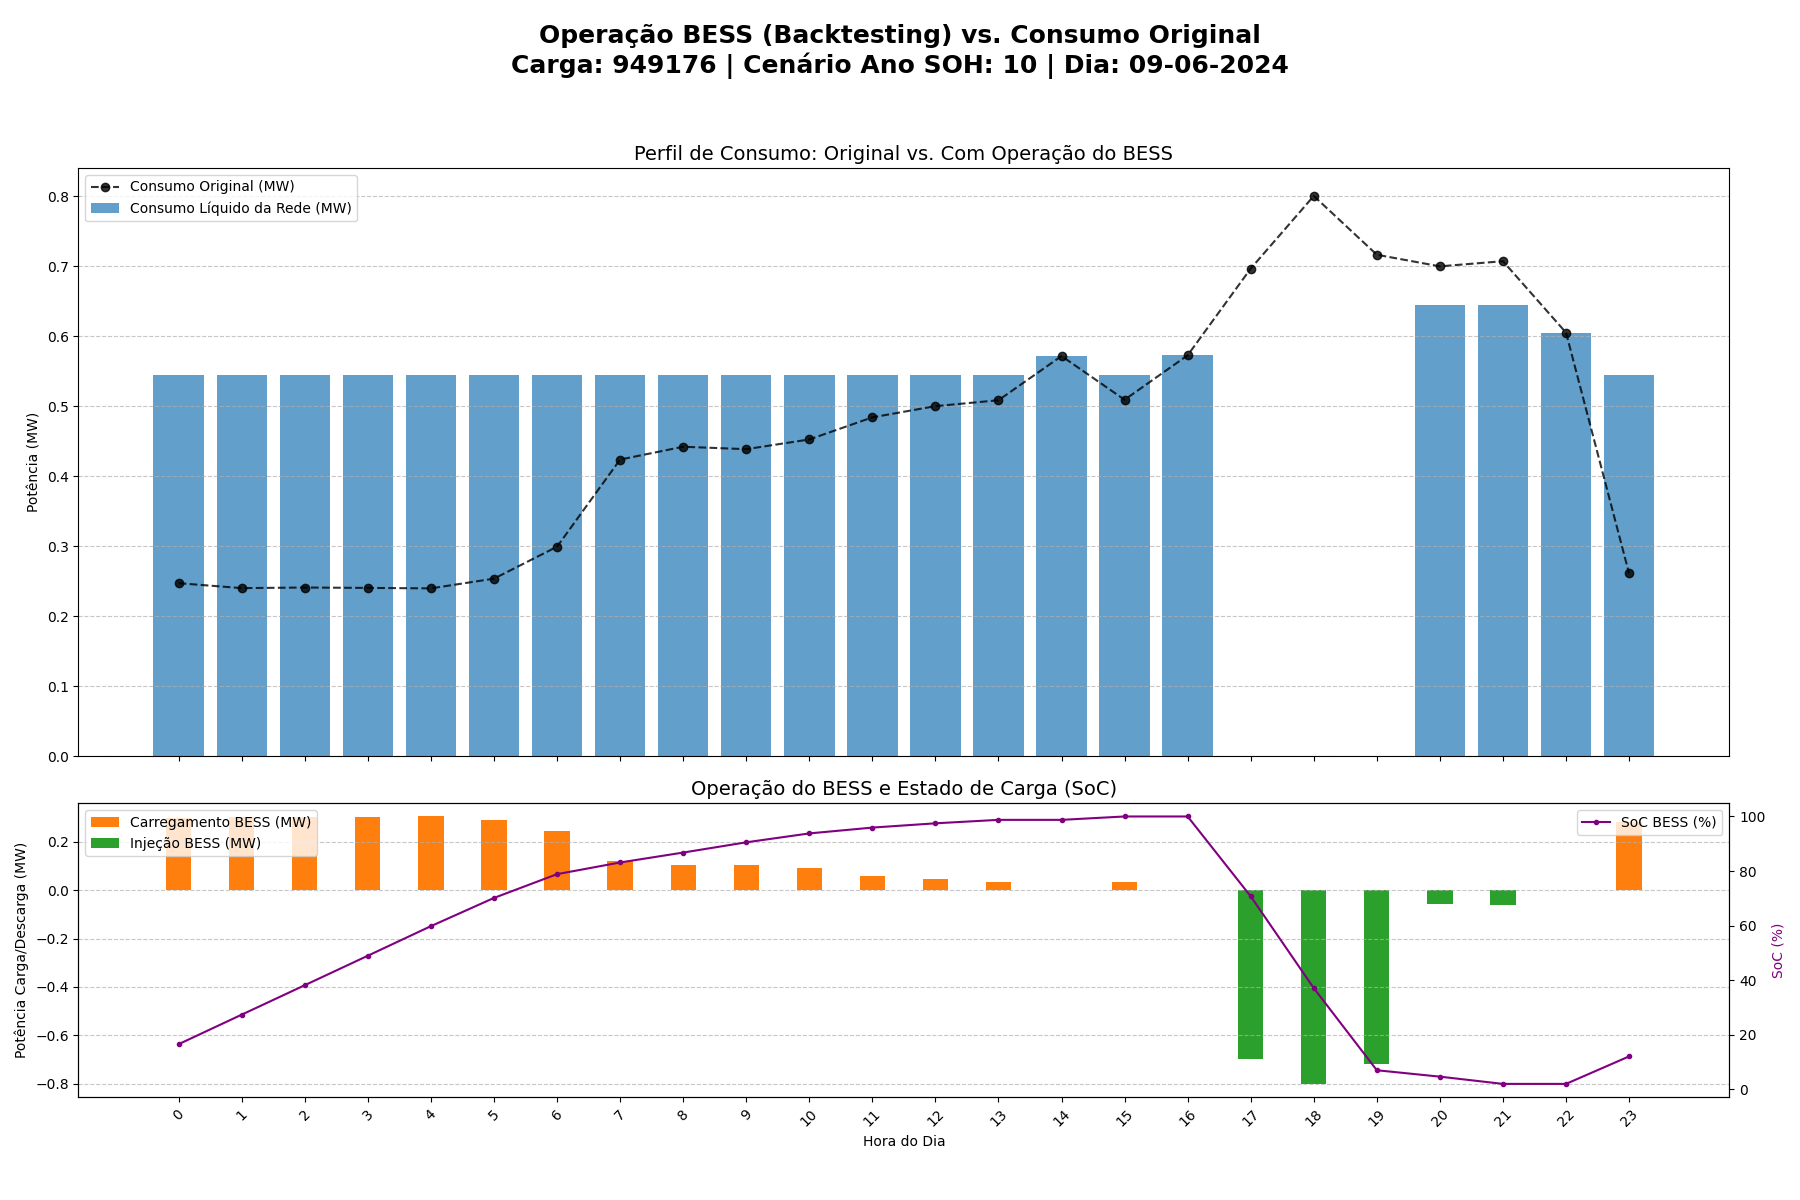 Operação BESS (Backtesting) vs. Consumo Original
Carga: 949176 | Cenário Ano SOH: 10 | Dia: 09-06-2024
Perfil de Consumo: Original vs. Com Operação do BESS
Consumo Original (MW)
Consumo Líquido da Rede (MW)
Potência (MW)
0.8
0.7
0.6
0.5
0.4
0.3
0.2
0.1
0.0
Operação do BESS e Estado de Carga (SoC)
Carregamento BESS (MW)
Injeção BESS (MW)
SoC BESS (%)
Potência Carga/Descarga (MW)
0.2
0.0
−0.2
−0.4
−0.6
−0.8
100
80
60
40
20
0
SoC (%)
0 1 2 3 4 5 6 7 8 9 10 11 12 13 14 15 16 17 18 19 20 21 22 23
Hora do Dia